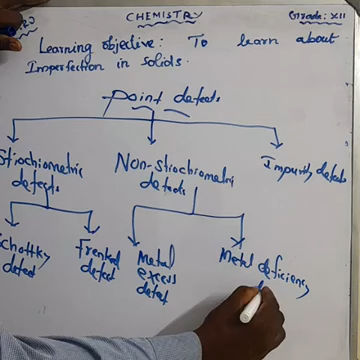 CHEMISTRY
Grade: XII
Learning objective: To learn about
Imperfection in solids.
point defects
Stiochiometric
defects
Non-stiochiometric
defects
Impurity defects
Schottky
defect
Frenkel
defect
Metal
excess
defect
Metal deficiency